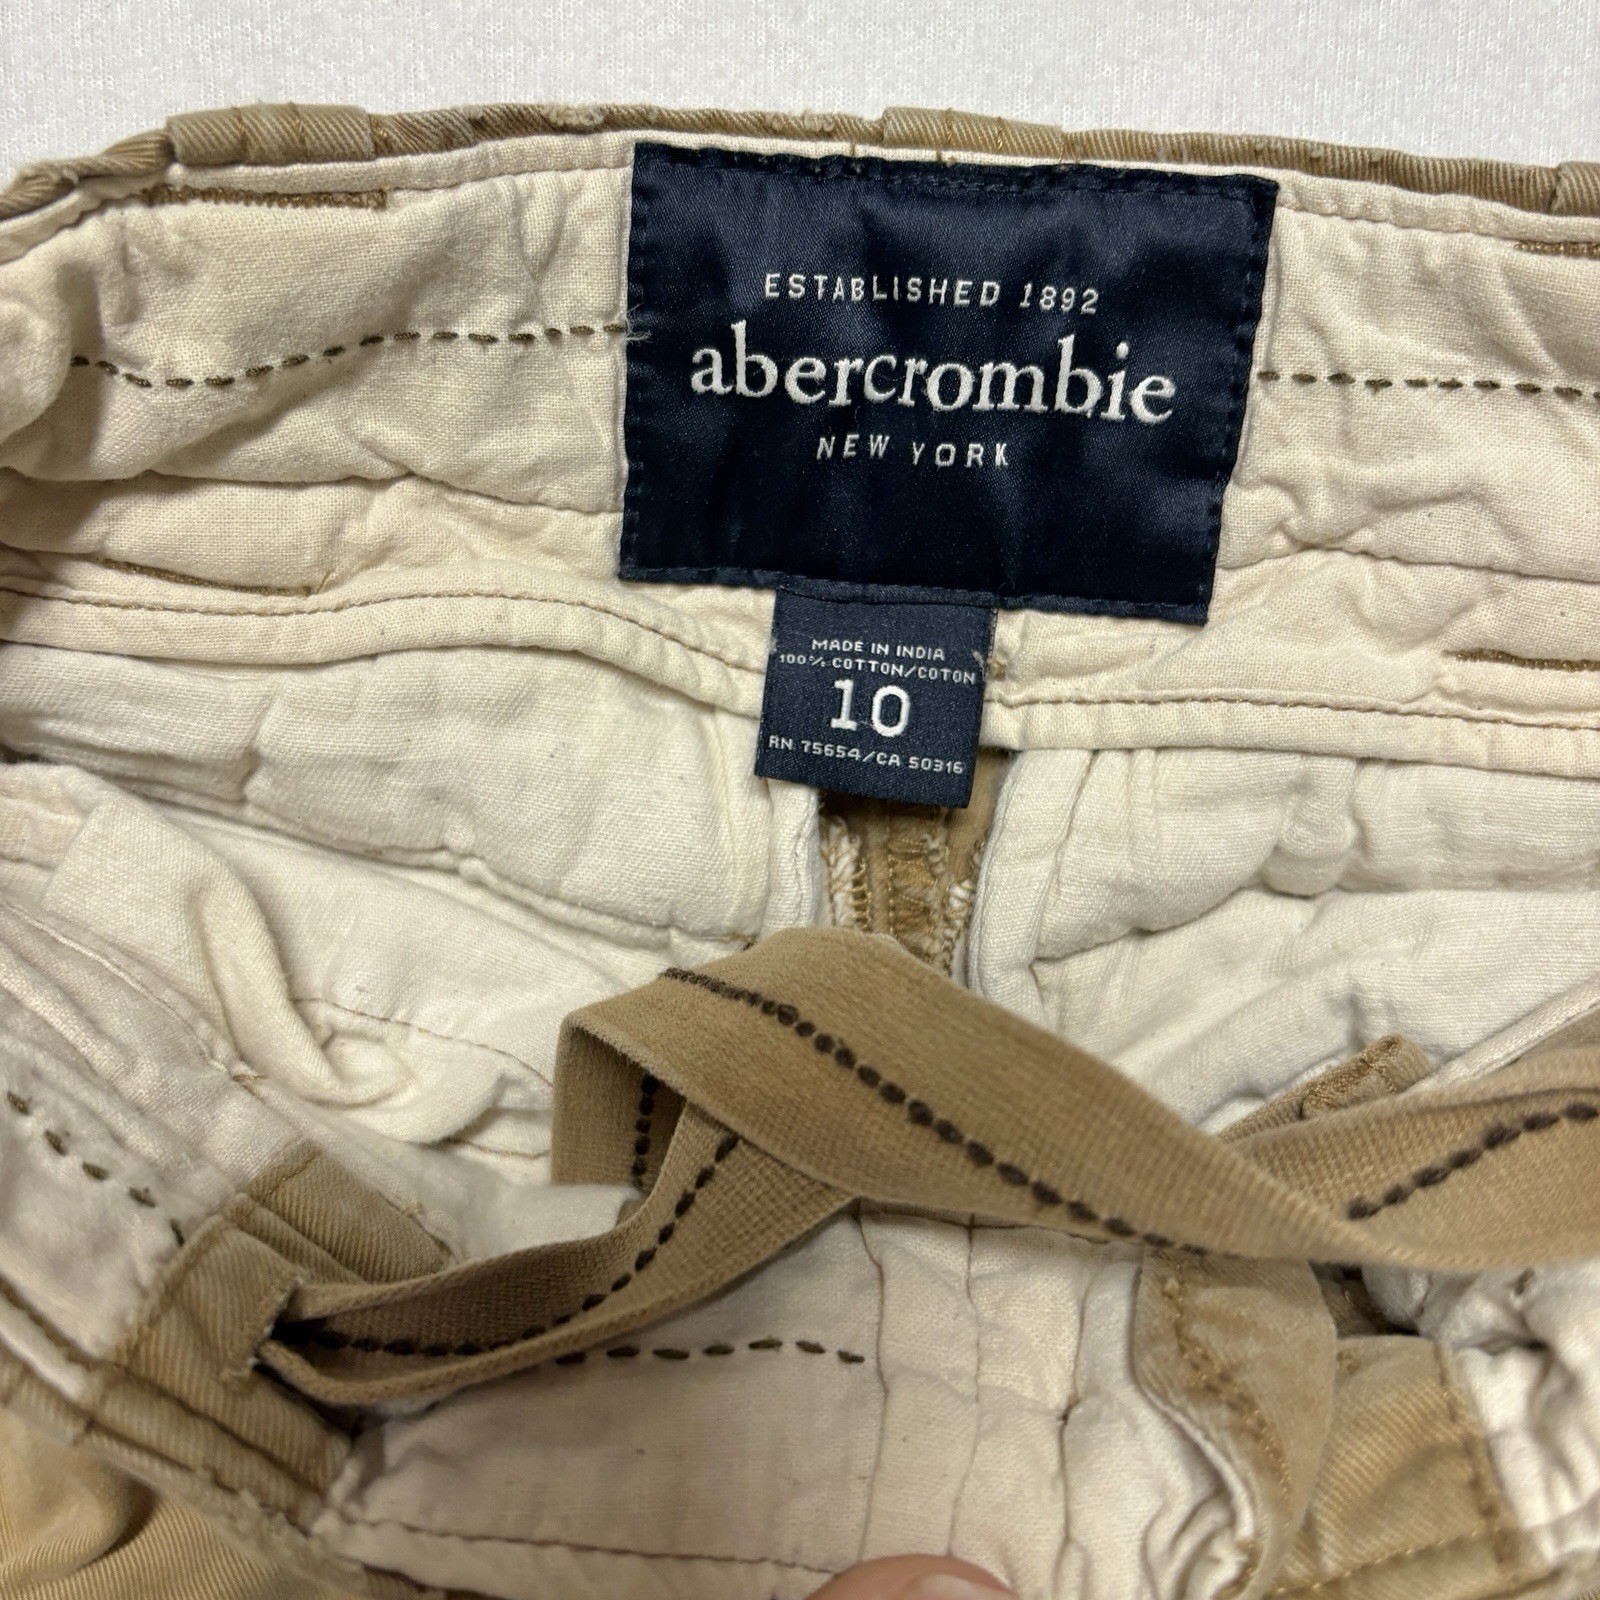 ESTABLISHED 1892
abercrombie
NEW YORK
MADE IN INDIA
100% COTTON/COTON
10
RN 75654/CA 50316